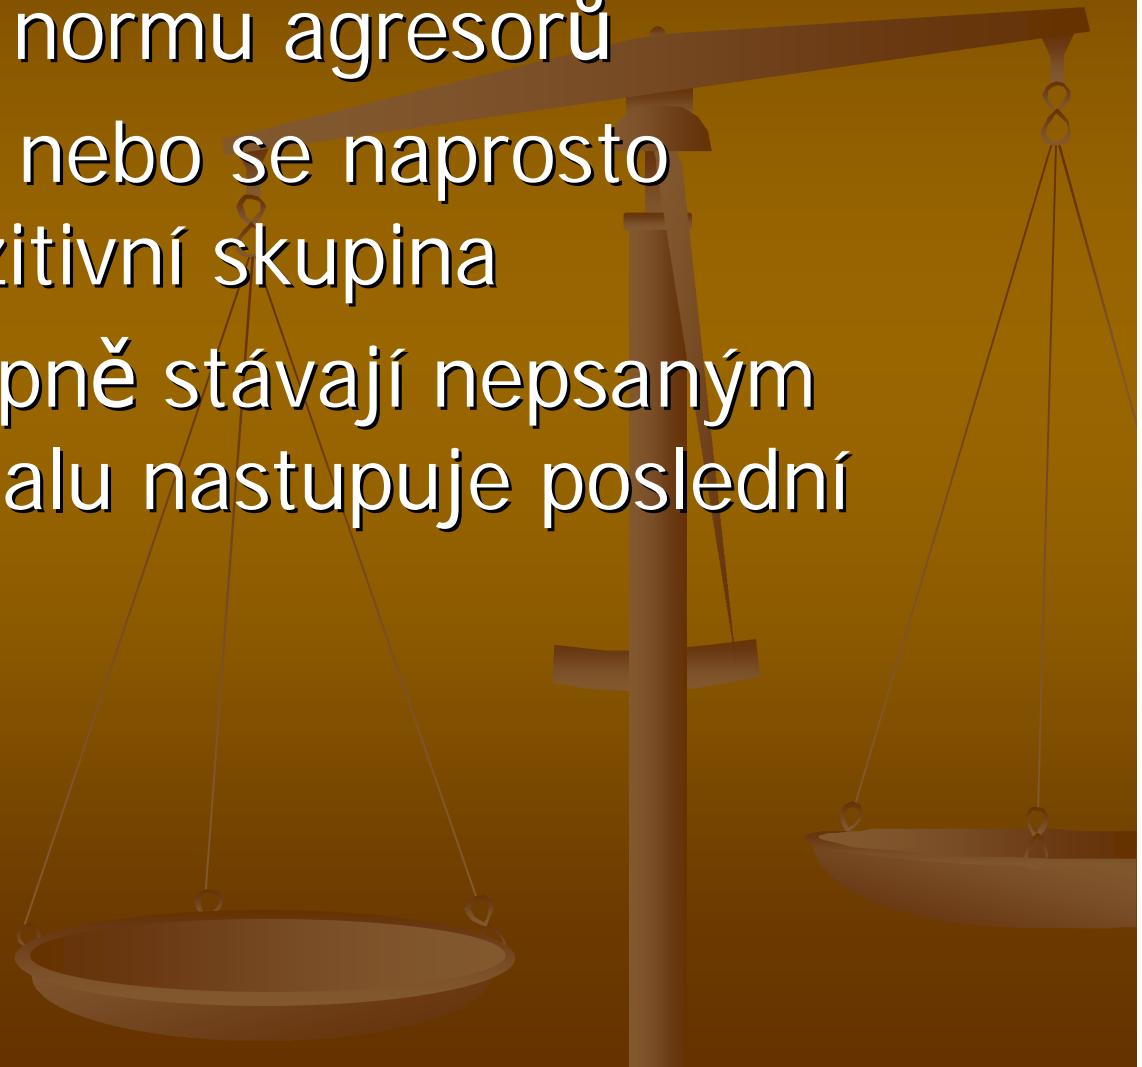 normu agresorů
nebo se naprosto
zitivní skupina
pně stávají nepsaným
alu nastupuje poslední